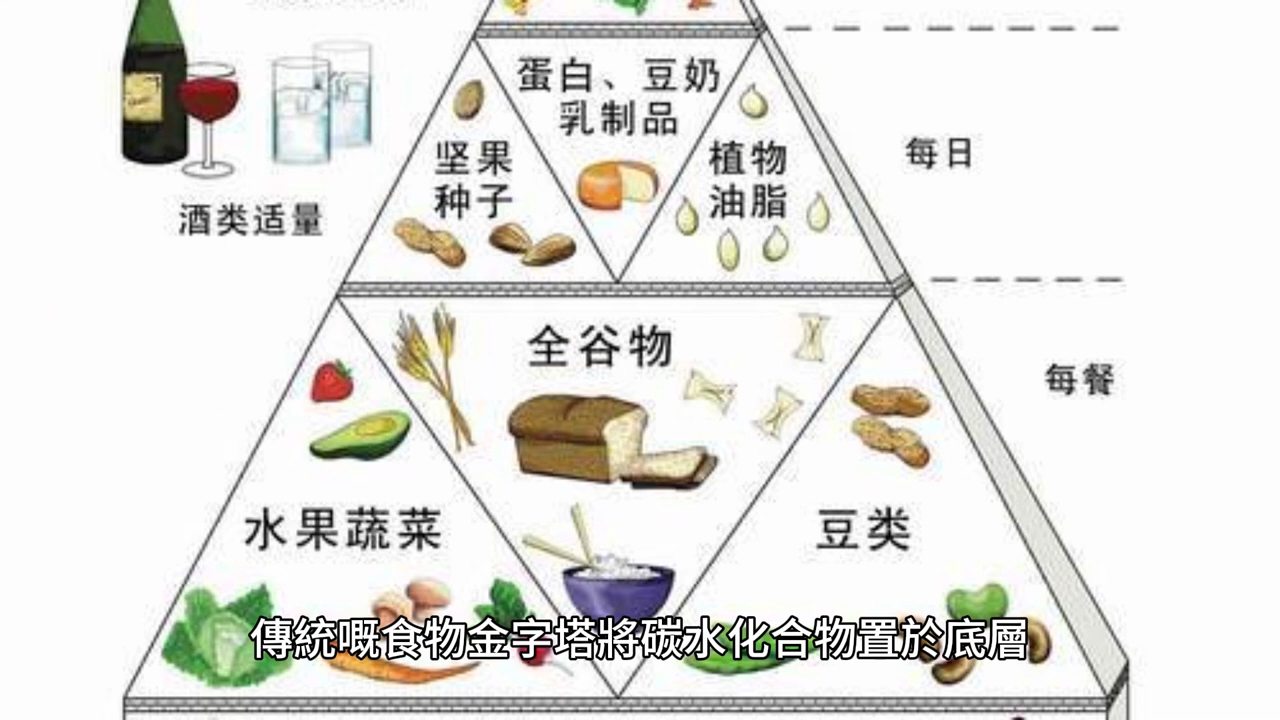 蛋白、豆奶
乳制品
坚果
种子
植物
油脂
每日
酒类适量
全谷物
每餐
水果蔬菜
豆类
傳統嘅食物金字塔將碳水化合物置於底層